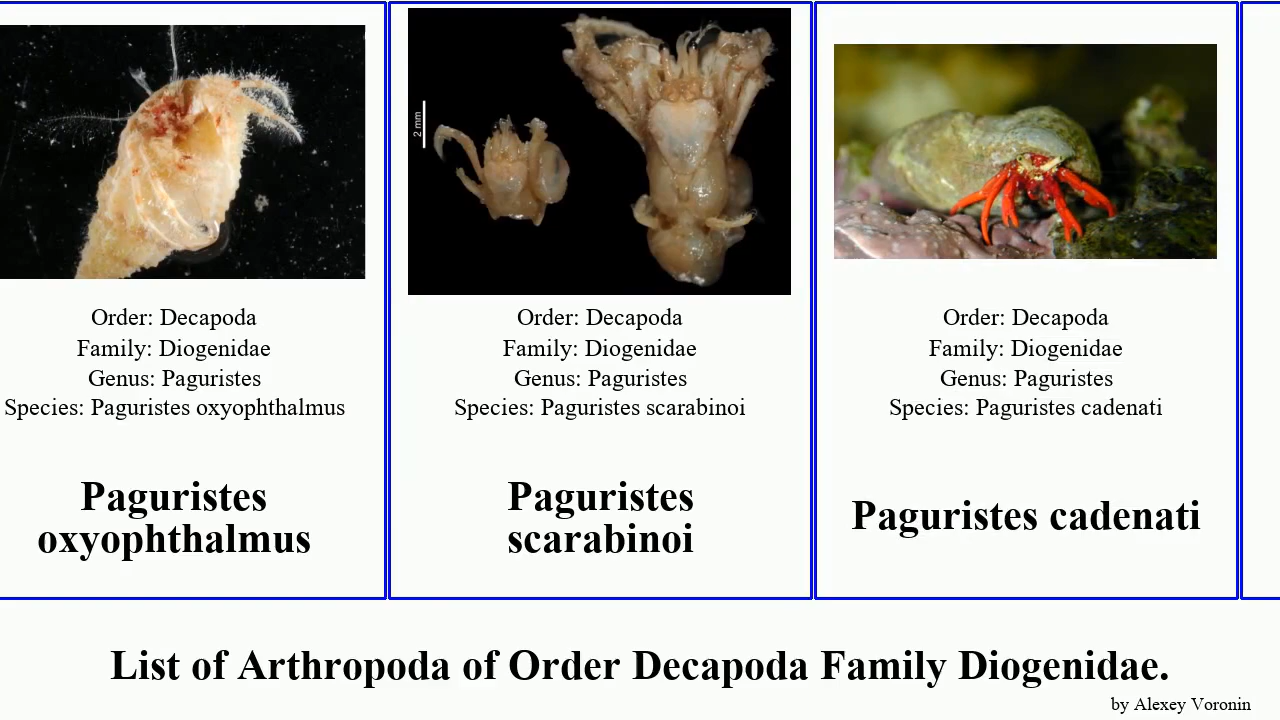 2 mm
Order: Decapoda
Family: Diogenidae
Genus: Paguristes
Species: Paguristes oxyophthalmus
Paguristes
oxyophthalmus
Order: Decapoda
Family: Diogenidae
Genus: Paguristes
Species: Paguristes scarabinoi
Paguristes
scarabinoi
Order: Decapoda
Family: Diogenidae
Genus: Paguristes
Species: Paguristes cadenati
Paguristes cadenati
List of Arthropoda of Order Decapoda Family Diogenidae.
by Alexey Voronin